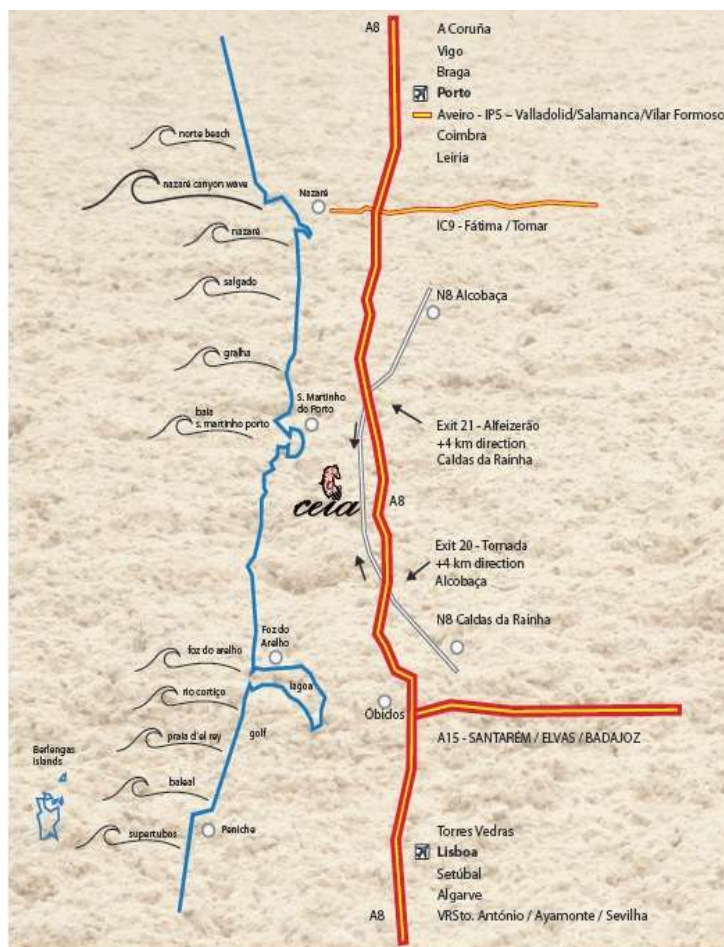 A8
A Coruña
Vigo
Braga
Porto
Aveiro - IP5 – Valladolid/Salamanca/Vilar Formoso
Coimbra
Leiria
norte beach
nazaré canyon wave
Nazaré
IC9 - Fátima / Tomar
nazaré
salgado
N8 Alcobaça
gralha
S. Martinho
do Porto
baia
s. martinho porto
Exit 21 - Alfeizerão
+4 km direction
Caldas da Rainha
ceia
A8
Exit 20 - Tornada
+4 km direction
Alcobaça
N8 Caldas da Rainha
Foz do
Arelho
foz do arelho
lagoa
rio cortiço
Óbidos
golf
praia d'el rey
A15 - SANTARÉM / ELVAS / BADAJOZ
Berlengas
Islands
baleal
Peniche
supertubos
Torres Vedras
Lisboa
Setúbal
Algarve
A8
VRSto. António / Ayamonte / Sevilha